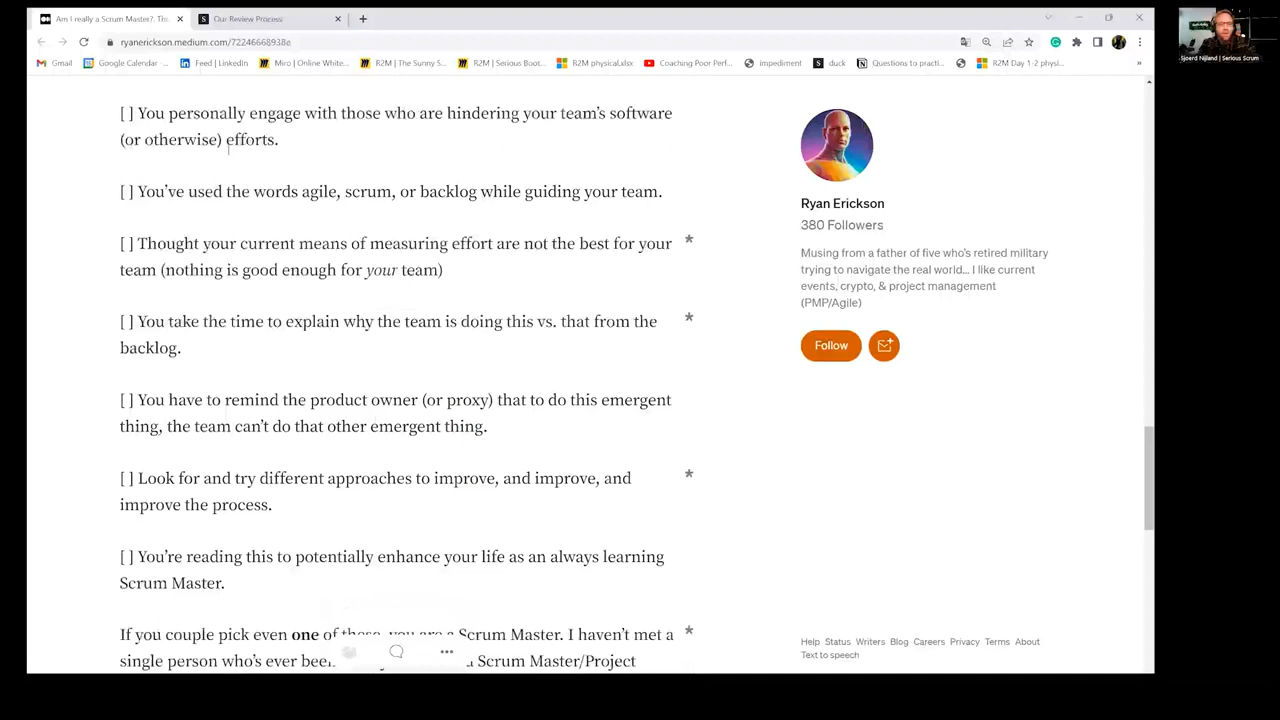 Am I really a Scrum Master?. Thi
Our Review Process
ryanerickson.medium.com/72246668938e
Gmail
Google Calendar
Feed | LinkedIn
Miro | Online White...
R2M | The Sunny S...
R2M | Serious Boot...
R2M physical.xlsx
Coaching Poor Perf...
impediment
duck
Questions to practi...
R2M Day 1-2 physi...
Sjoerd Nijland | Serious Scrum
[ ] You personally engage with those who are hindering your team's software
(or otherwise) efforts.
[ ] You've used the words agile, scrum, or backlog while guiding your team.
[ ] Thought your current means of measuring effort are not the best for your
team (nothing is good enough for your team)
[ ] You take the time to explain why the team is doing this vs. that from the
backlog.
[ ] You have to remind the product owner (or proxy) that to do this emergent
thing, the team can't do that other emergent thing.
[ ] Look for and try different approaches to improve, and improve, and
improve the process.
[ ] You're reading this to potentially enhance your life as an always learning
Scrum Master.
If you couple pick even one of these, you are a Scrum Master. I haven't met a
single person who's ever been a Scrum Master/Project
Ryan Erickson
380 Followers
Musing from a father of five who's retired military
trying to navigate the real world... I like current
events, crypto, & project management
(PMP/Agile)
Follow
Help Status Writers Blog Careers Privacy Terms About
Text to speech